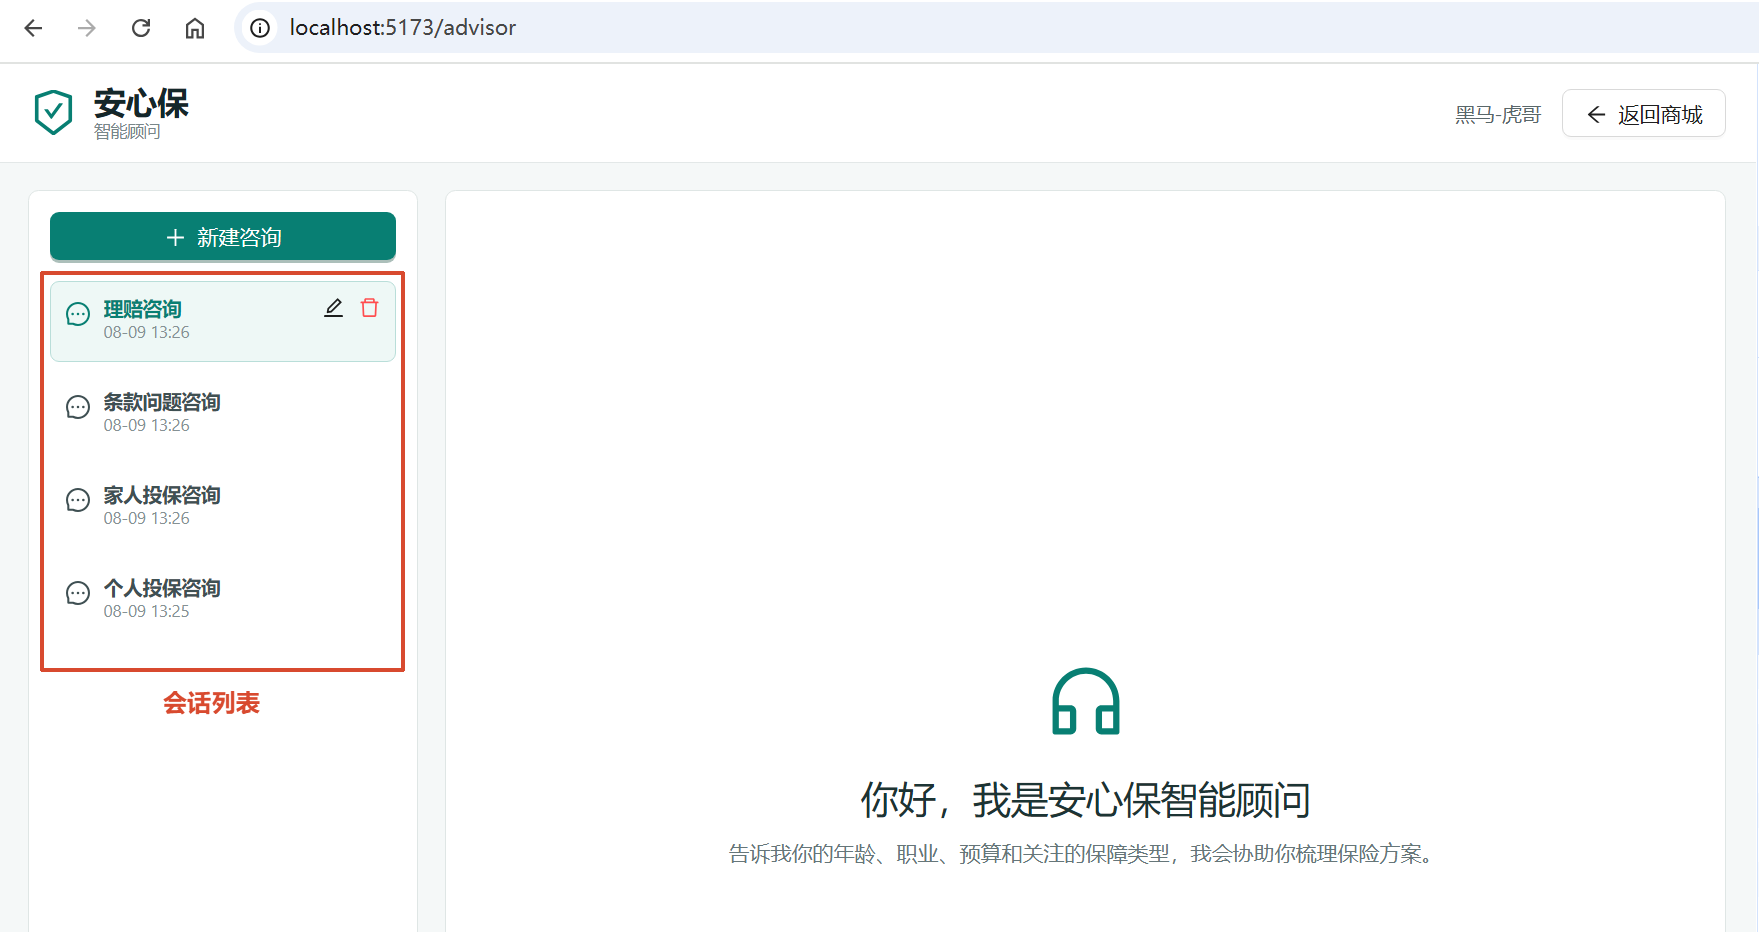 localhost:5173/advisor
安心保
智能顾问
黑马-虎哥
返回商城
新建咨询
理赔咨询
08-09 13:26
条款问题咨询
08-09 13:26
家人投保咨询
08-09 13:26
个人投保咨询
08-09 13:25
会话列表
你好，我是安心保智能顾问
告诉我你的年龄、职业、预算和关注的保障类型，我会协助你梳理保险方案。